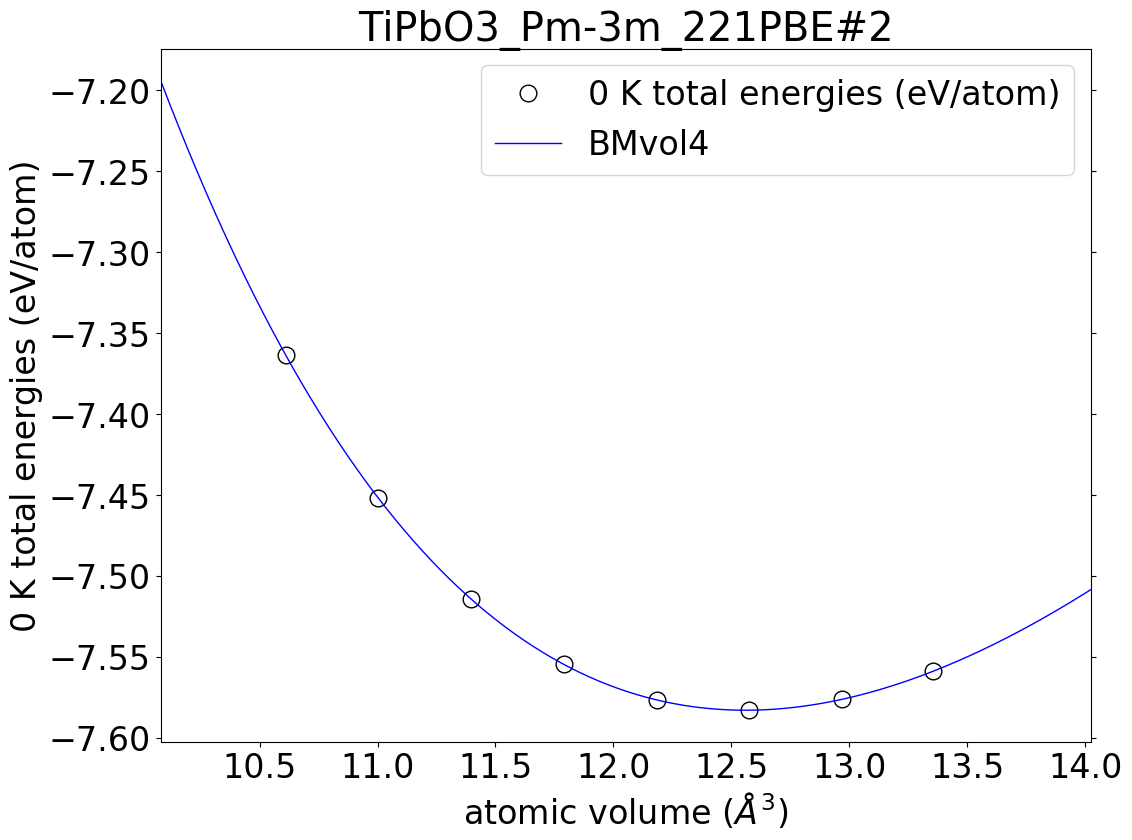 TiPbO3_Pm-3m_221PBE#2
0 K total energies (eV/atom)
BMvol4
0 K total energies (eV/atom)
−7.20
−7.25
−7.30
−7.35
−7.40
−7.45
−7.50
−7.55
−7.60
10.5 11.0 11.5 12.0 12.5 13.0 13.5 14.0
atomic volume (Å³)